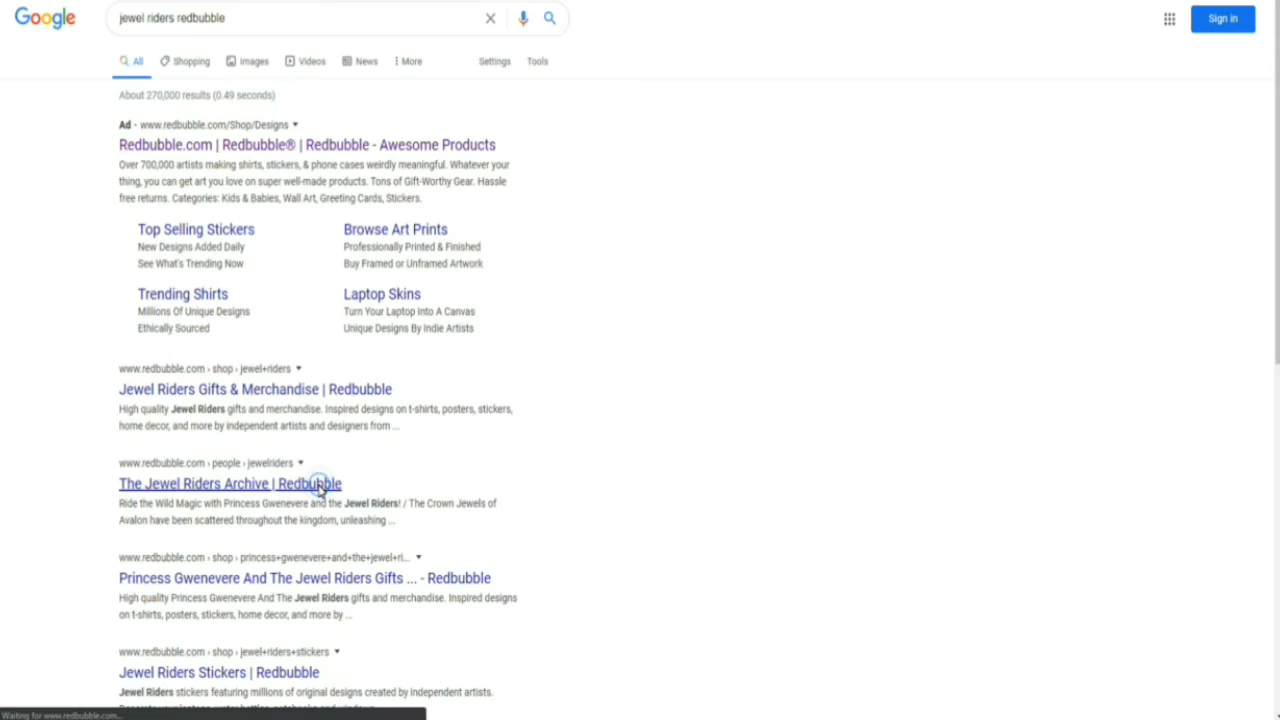 Google
jewel riders redbubble
Sign in
All Shopping Images Videos News More Settings Tools
About 270,000 results (0.49 seconds)
Ad · www.redbubble.com/Shop/Designs
Redbubble.com | Redbubble® | Redbubble - Awesome Products
Over 700,000 artists making shirts, stickers, & phone cases weirdly meaningful. Whatever your
thing, you can get art you love on super well-made products. Tons of Gift-Worthy Gear. Hassle
free returns. Categories: Kids & Babies, Wall Art, Greeting Cards, Stickers.
Top Selling Stickers
New Designs Added Daily
See What's Trending Now
Browse Art Prints
Professionally Printed & Finished
Buy Framed or Unframed Artwork
Trending Shirts
Millions Of Unique Designs
Ethically Sourced
Laptop Skins
Turn Your Laptop Into A Canvas
Unique Designs By Indie Artists
www.redbubble.com › shop › jewel+riders
Jewel Riders Gifts & Merchandise | Redbubble
High quality Jewel Riders gifts and merchandise. Inspired designs on t-shirts, posters, stickers,
home decor, and more by independent artists and designers from ...
www.redbubble.com › people › jewelriders
The Jewel Riders Archive | Redbubble
Ride the Wild Magic with Princess Gwenevere and the Jewel Riders! / The Crown Jewels of
Avalon have been scattered throughout the kingdom, unleashing ...
www.redbubble.com › shop › princess+gwenevere+and+the+jewel+ri...
Princess Gwenevere And The Jewel Riders Gifts ... - Redbubble
High quality Princess Gwenevere And The Jewel Riders gifts and merchandise. Inspired designs
on t-shirts, posters, stickers, home decor, and more by ...
www.redbubble.com › shop › jewel+riders+stickers
Jewel Riders Stickers | Redbubble
Jewel Riders stickers featuring millions of original designs created by independent artists.
Waiting for www.redbubble.com...